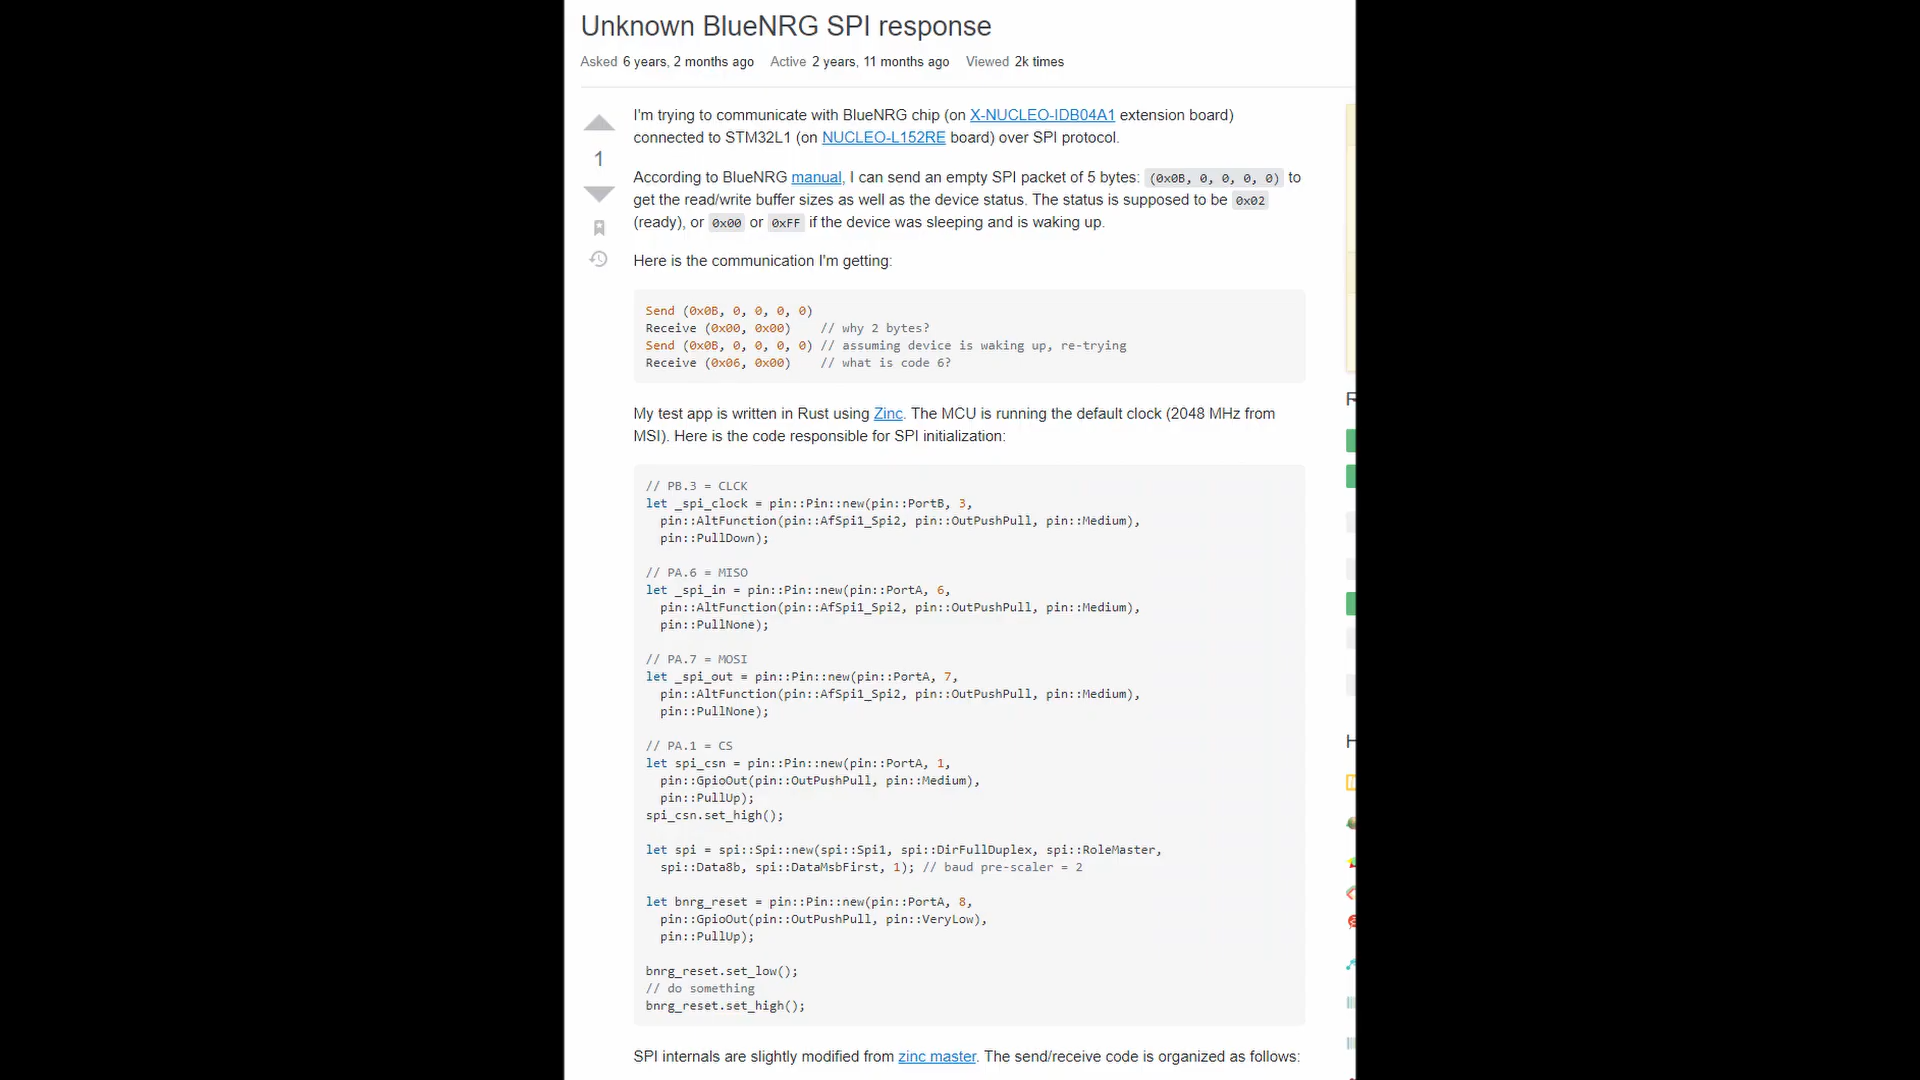 Unknown BlueNRG SPI response
Asked 6 years, 2 months ago Active 2 years, 11 months ago Viewed 2k times
I'm trying to communicate with BlueNRG chip (on X-NUCLEO-IDB04A1 extension board)
connected to STM32L1 (on NUCLEO-L152RE board) over SPI protocol.
1
According to BlueNRG manual, I can send an empty SPI packet of 5 bytes: (0x0B, 0, 0, 0, 0) to
get the read/write buffer sizes as well as the device status. The status is supposed to be 0x02
(ready), or 0x00 or 0xFF if the device was sleeping and is waking up.
Here is the communication I'm getting:
Send (0x0B, 0, 0, 0, 0)
Receive (0x00, 0x00)    // why 2 bytes?
Send (0x0B, 0, 0, 0, 0) // assuming device is waking up, re-trying
Receive (0x06, 0x00)    // what is code 6?
My test app is written in Rust using Zinc. The MCU is running the default clock (2048 MHz from
MSI). Here is the code responsible for SPI initialization:
// PB.3 = CLCK
let _spi_clock = pin::Pin::new(pin::PortB, 3,
  pin::AltFunction(pin::AfSpi1_Spi2, pin::OutPushPull, pin::Medium),
  pin::PullDown);
// PA.6 = MISO
let _spi_in = pin::Pin::new(pin::PortA, 6,
  pin::AltFunction(pin::AfSpi1_Spi2, pin::OutPushPull, pin::Medium),
  pin::PullNone);
// PA.7 = MOSI
let _spi_out = pin::Pin::new(pin::PortA, 7,
  pin::AltFunction(pin::AfSpi1_Spi2, pin::OutPushPull, pin::Medium),
  pin::PullNone);
// PA.1 = CS
let spi_csn = pin::Pin::new(pin::PortA, 1,
  pin::GpioOut(pin::OutPushPull, pin::Medium),
  pin::PullUp);
spi_csn.set_high();
let spi = spi::Spi::new(spi::Spi1, spi::DirFullDuplex, spi::RoleMaster,
  spi::Data8b, spi::DataMsbFirst, 1); // baud pre-scaler = 2
let bnrg_reset = pin::Pin::new(pin::PortA, 8,
  pin::GpioOut(pin::OutPushPull, pin::VeryLow),
  pin::PullUp);
bnrg_reset.set_low();
// do something
bnrg_reset.set_high();
SPI internals are slightly modified from zinc master. The send/receive code is organized as follows: